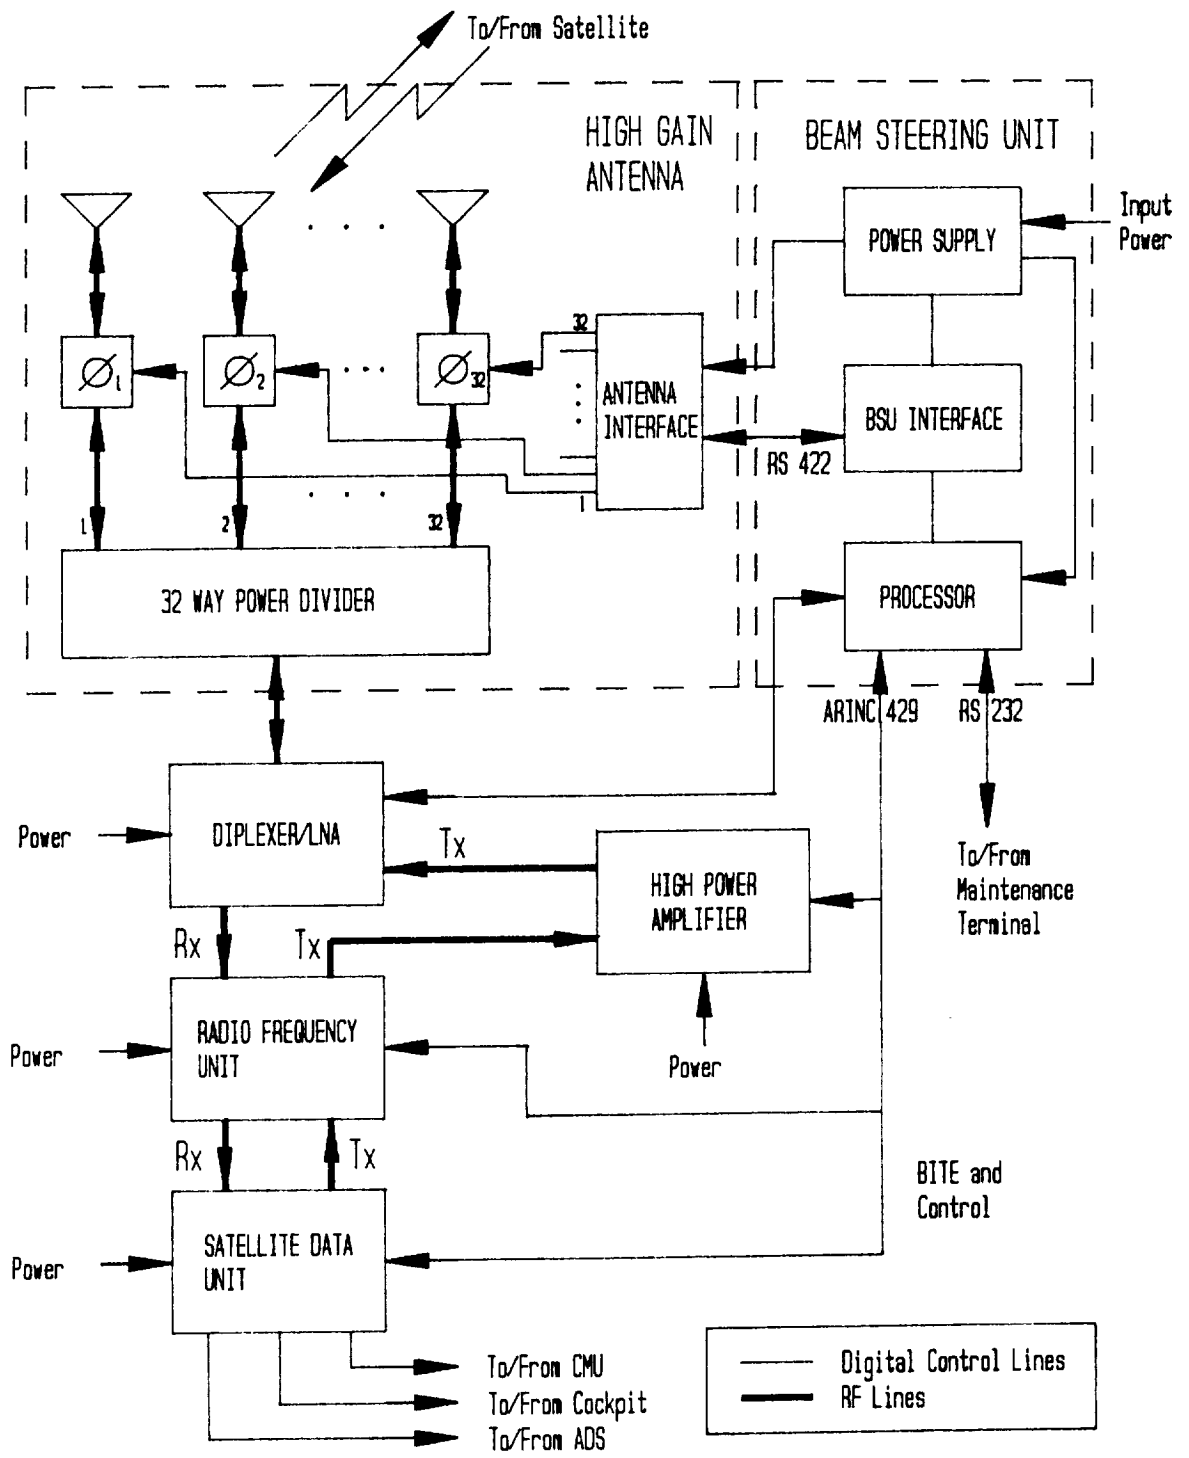 To/From Satellite
HIGH GAIN
ANTENNA
BEAM STEERING UNIT
POWER SUPPLY
Input
Power
Ø1
Ø2
. . .
Ø32
32
ANTENNA
INTERFACE
1
BSU INTERFACE
RS 422
1
2
32
32 WAY POWER DIVIDER
PROCESSOR
ARINC 429
RS 232
Power
DIPLEXER/LNA
Tx
HIGH POWER
AMPLIFIER
To/From
Maintenance
Terminal
Rx
Tx
Power
RADIO FREQUENCY
UNIT
Power
Rx
Tx
BITE and
Control
Power
SATELLITE DATA
UNIT
To/From CMU
To/From Cockpit
To/From ADS
Digital Control Lines
RF Lines